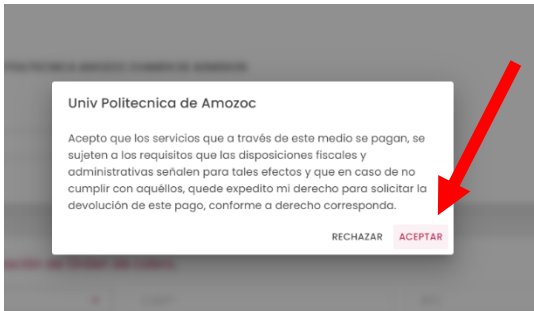 Univ Politecnica de Amozoc
Acepto que los servicios que a través de este medio se pagan, se
sujeten a los requisitos que las disposiciones fiscales y
administrativas señalen para tales efectos y que en caso de no
cumplir con aquéllos, quede expedito mi derecho para solicitar la
devolución de este pago, conforme a derecho corresponda.
RECHAZAR ACEPTAR